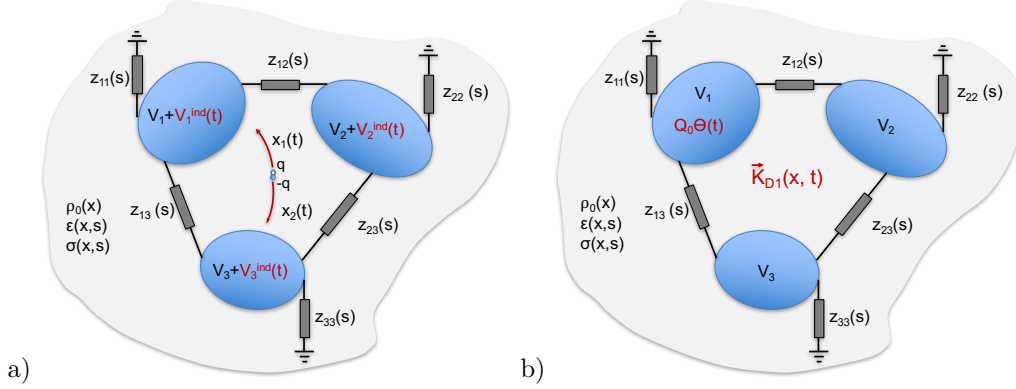 z₁₂(s)
z₁₁(s)
z₂₂ (s)
V₁+V₁ⁱⁿᵈ(t)
V₂+V₂ⁱⁿᵈ(t)
x₁(t)
q
-q
x₂(t)
z₁₃ (s)
z₂₃(s)
ρ₀(x)
ε(x,s)
σ(x,s)
V₃+V₃ⁱⁿᵈ(t)
z₃₃(s)
a)
z₁₂(s)
z₁₁(s)
z₂₂ (s)
V₁
Q₀Θ(t)
V₂
K⃗_D1(x, t)
z₁₃ (s)
z₂₃(s)
ρ₀(x)
ε(x,s)
σ(x,s)
V₃
z₃₃(s)
b)